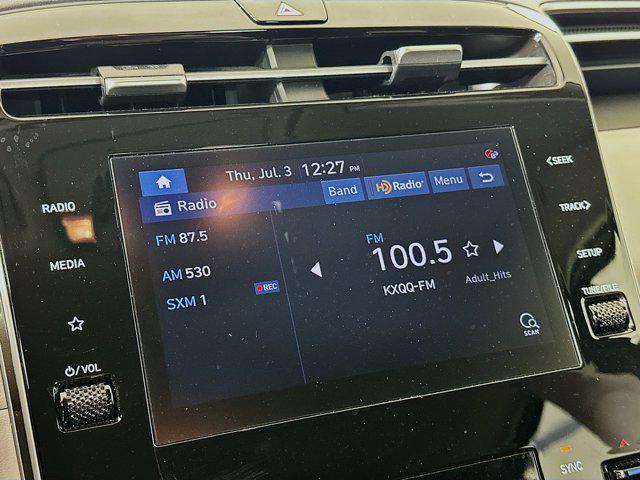 Thu, Jul. 3 12:27 PM
Radio
Band HD Radio Menu
FM 87.5
AM 530
SXM 1
REC
FM
100.5
KXQQ-FM
Adult_Hits
SCAN
RADIO
MEDIA
VOL
SEEK
TRACK
SETUP
TUNE/FILE
SYNC